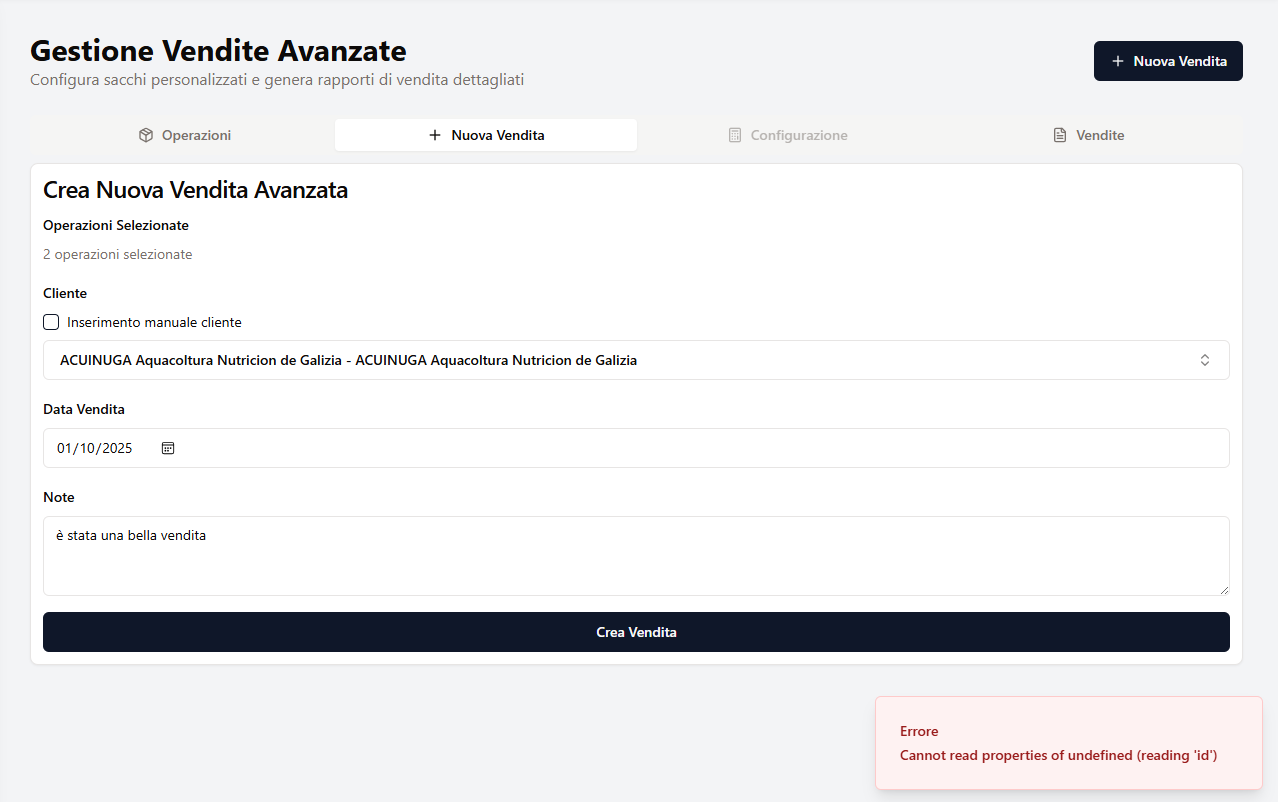 Gestione Vendite Avanzate
Configura sacchi personalizzati e genera rapporti di vendita dettagliati
Nuova Vendita
Operazioni
Nuova Vendita
Configurazione
Vendite
Crea Nuova Vendita Avanzata
Operazioni Selezionate
2 operazioni selezionate
Cliente
Inserimento manuale cliente
ACUINUGA Aquacoltura Nutricion de Galizia - ACUINUGA Aquacoltura Nutricion de Galizia
Data Vendita
01/10/2025
Note
è stata una bella vendita
Crea Vendita
Errore
Cannot read properties of undefined (reading 'id')